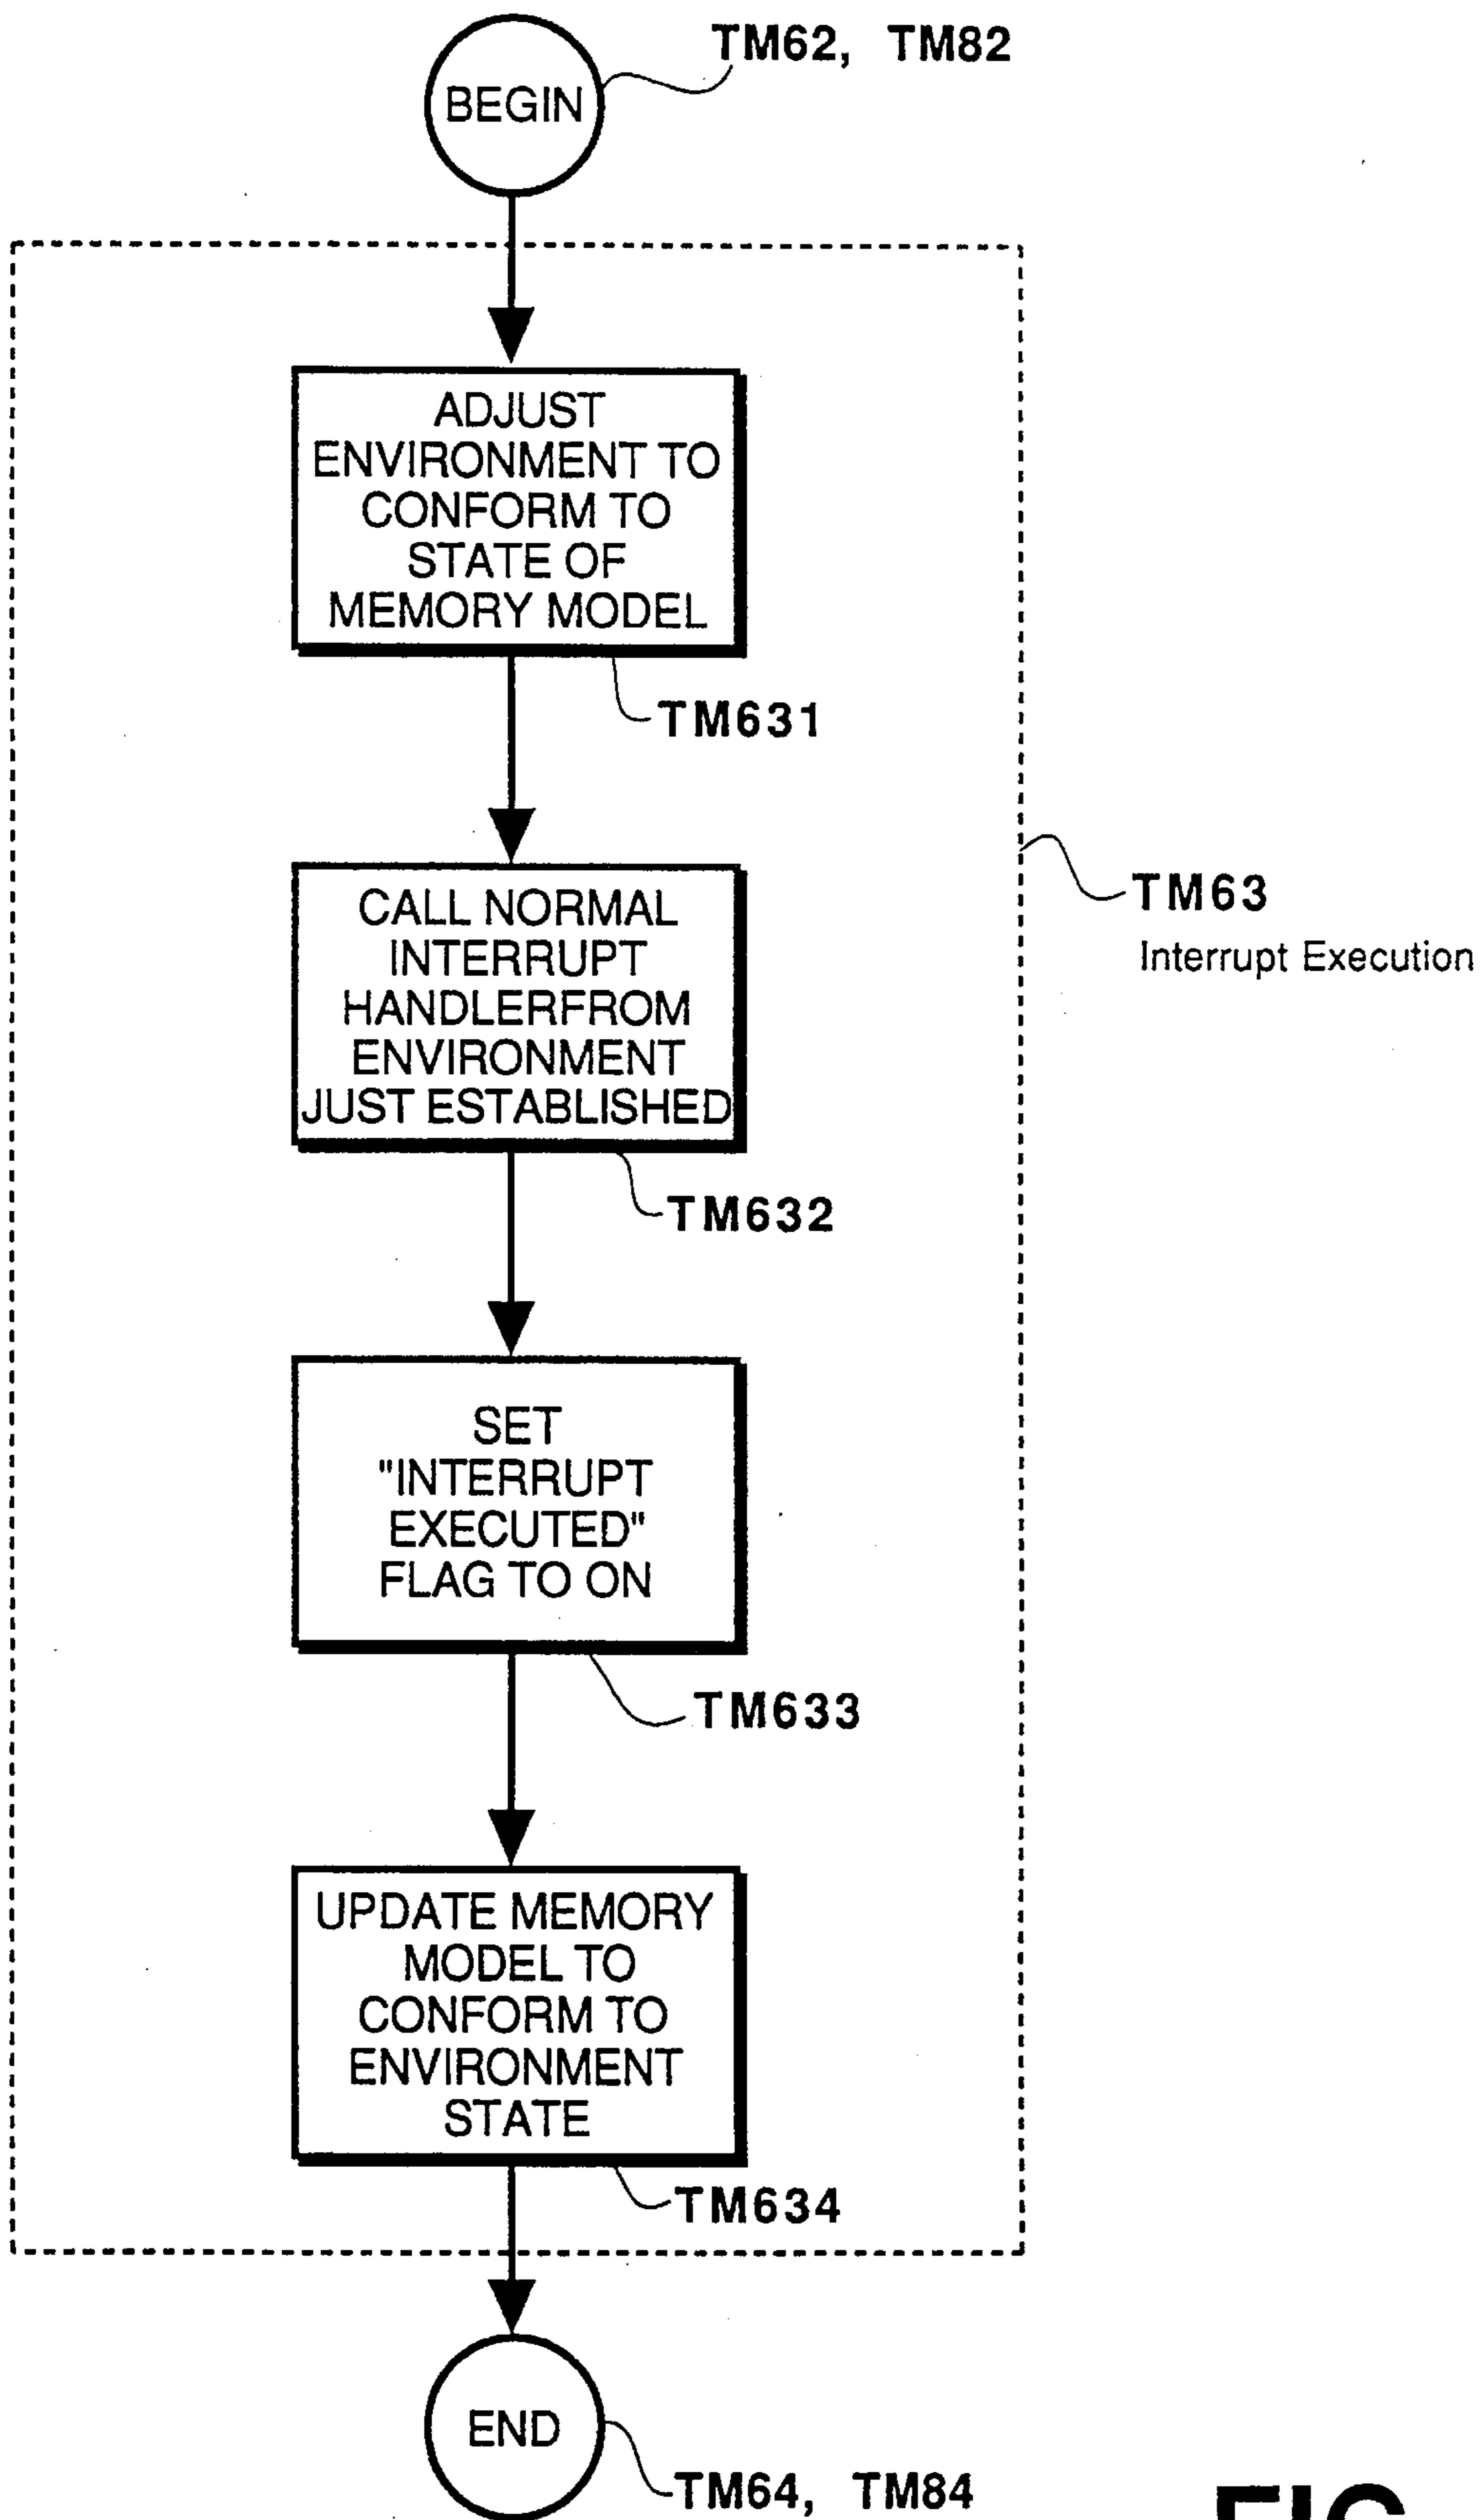 TM62, TM82
BEGIN
ADJUST
ENVIRONMENT TO
CONFORM TO
STATE OF
MEMORY MODEL
TM631
CALL NORMAL
INTERRUPT
HANDLERFROM
ENVIRONMENT
JUST ESTABLISHED
TM63
Interrupt Execution
TM632
SET
"INTERRUPT
EXECUTED"
FLAG TO ON
TM633
UPDATE MEMORY
MODEL TO
CONFORM TO
ENVIRONMENT
STATE
TM634
END
TM64, TM84